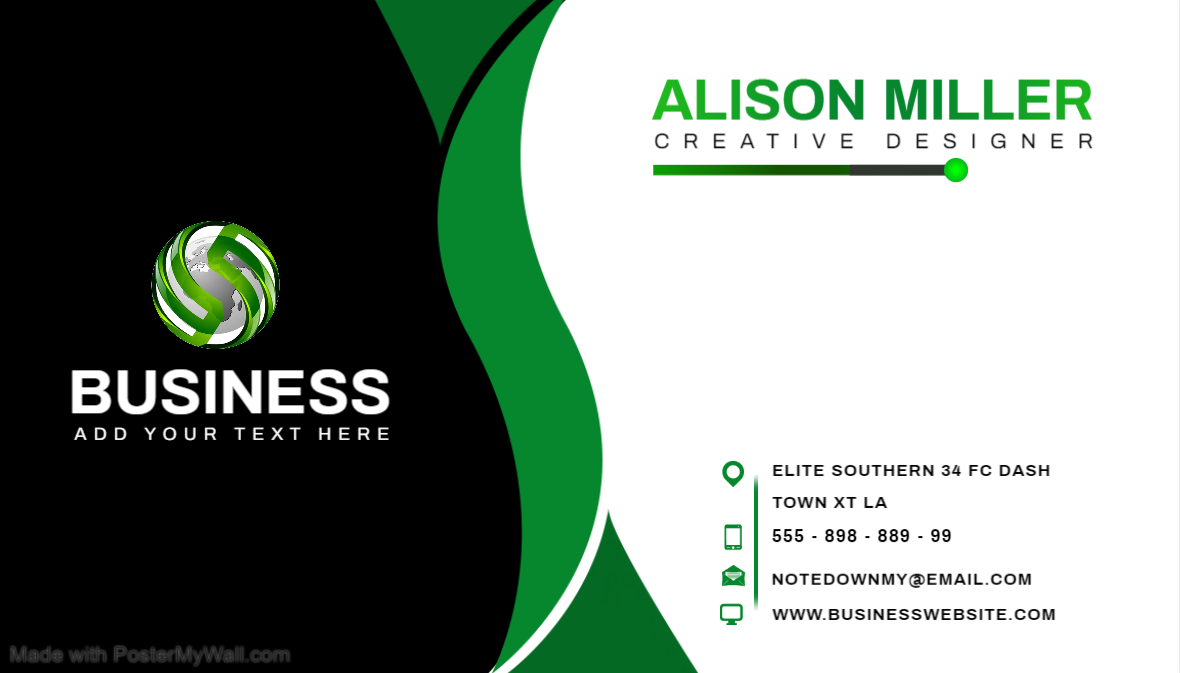 ALISON MILLER
CREATIVE DESIGNER
BUSINESS
ADD YOUR TEXT HERE
ELITE SOUTHERN 34 FC DASH
TOWN XT LA
555 - 898 - 889 - 99
NOTEDOWNMY@EMAIL.COM
WWW.BUSINESSWEBSITE.COM
Made with PosterMyWall.com